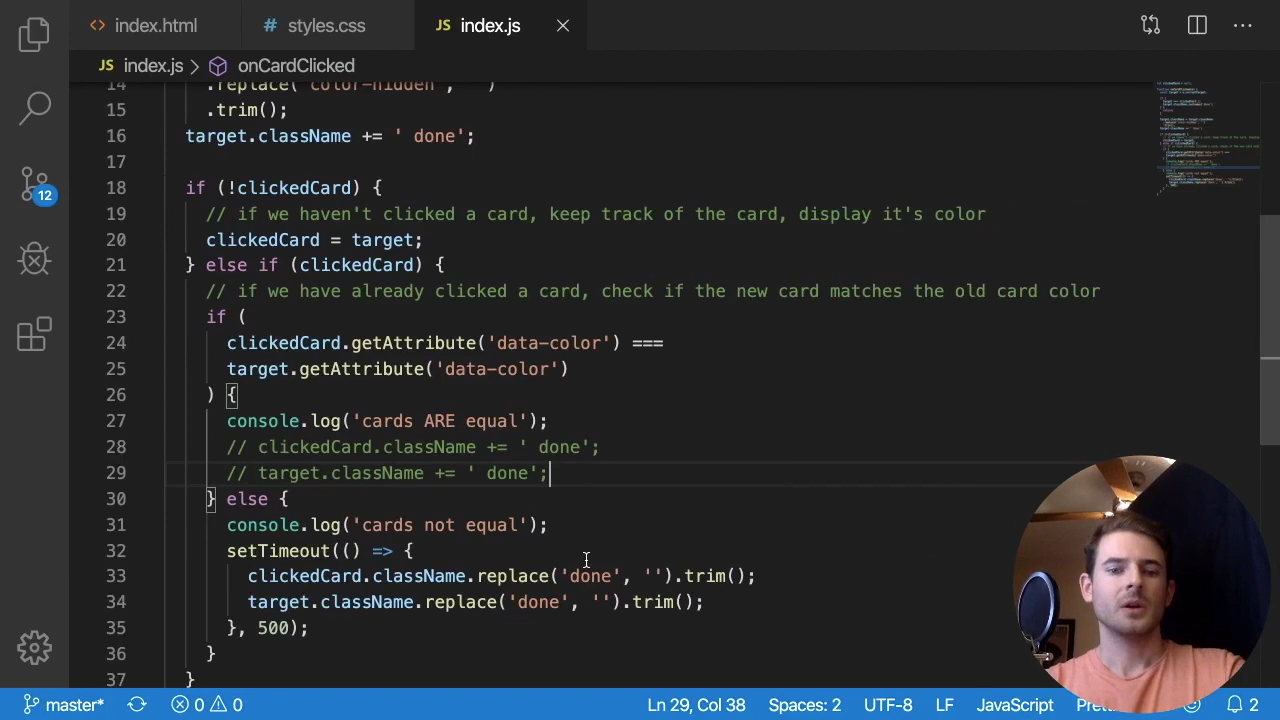 index.html
styles.css
JS index.js
JS index.js > onCardClicked
14 .replace('color-hidden', '')
15 .trim();
16 target.className += ' done';
17
18 if (!clickedCard) {
19 // if we haven't clicked a card, keep track of the card, display it's color
20 clickedCard = target;
21 } else if (clickedCard) {
22 // if we have already clicked a card, check if the new card matches the old card color
23 if (
24 clickedCard.getAttribute('data-color') ===
25 target.getAttribute('data-color')
26 ) {
27 console.log('cards ARE equal');
28 // clickedCard.className += ' done';
29 // target.className += ' done';
30 } else {
31 console.log('cards not equal');
32 setTimeout(() => {
33 clickedCard.className.replace('done', '').trim();
34 target.className.replace('done', '').trim();
35 }, 500);
36 }
37 }
12
master* 0 0 Ln 29, Col 38 Spaces: 2 UTF-8 LF JavaScript 2